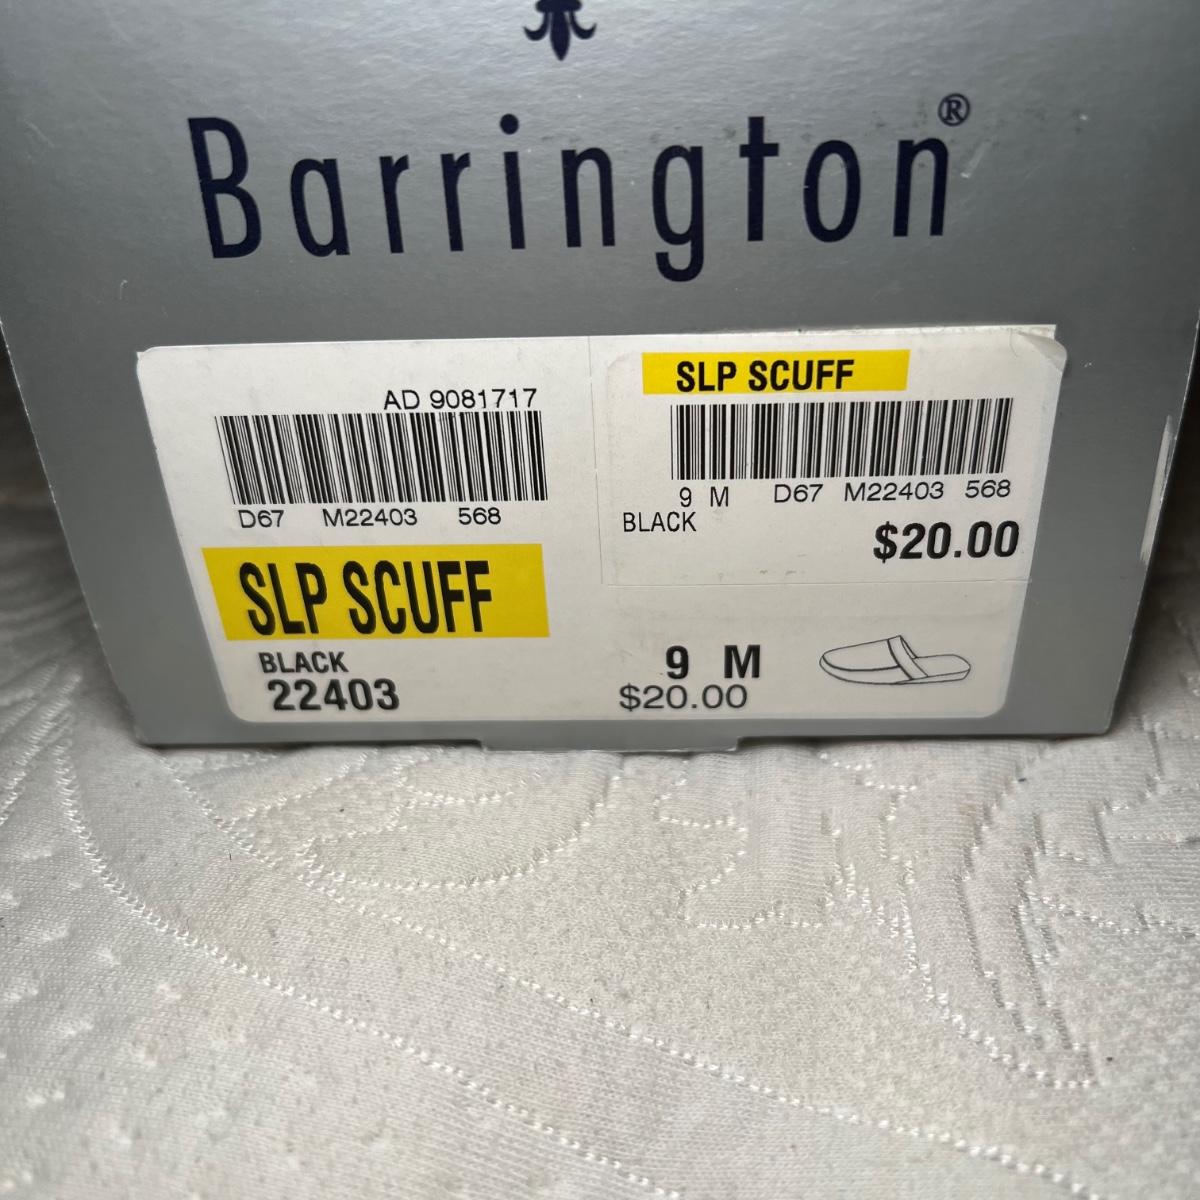 Barrington®
AD 9081717
D67 M22403 568
SLP SCUFF
BLACK
22403
9 M
$20.00
SLP SCUFF
9 M D67 M22403 568
BLACK
$20.00